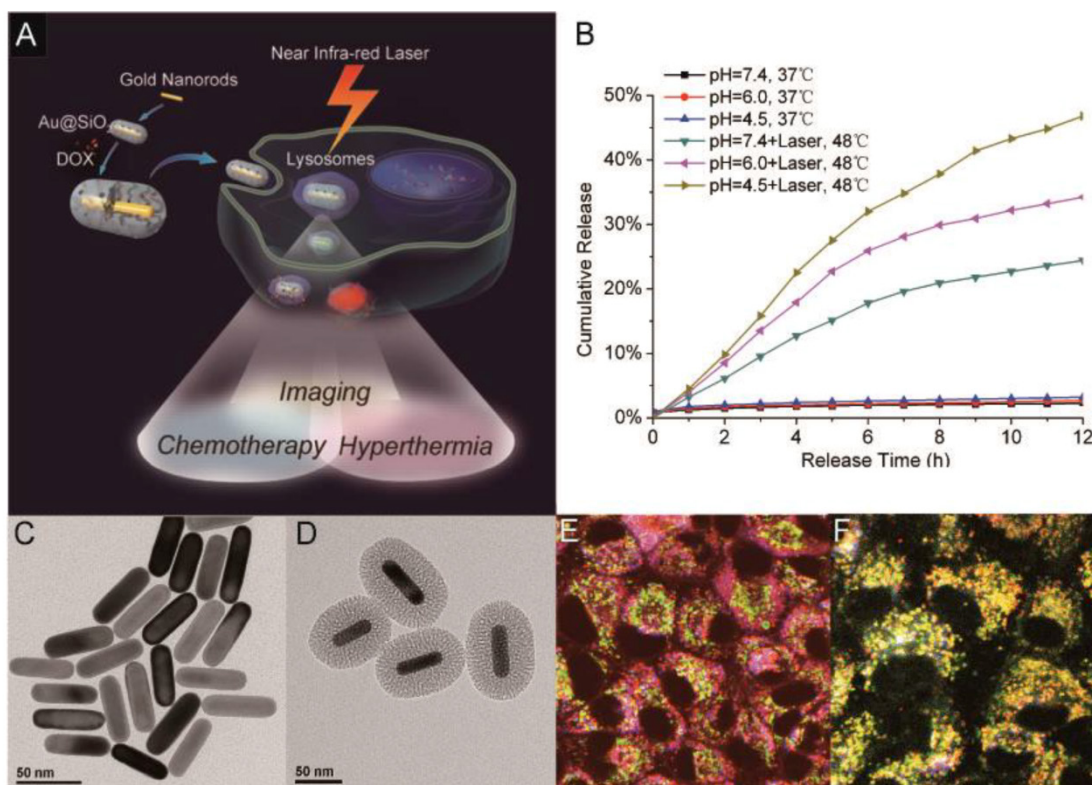 A
Near Infra-red Laser
Gold Nanorods
Au@SiO
DOX
Lysosomes
Imaging
Chemotherapy
Hyperthermia
B
pH=7.4, 37℃
pH=6.0, 37℃
pH=4.5, 37℃
pH=7.4+Laser, 48℃
pH=6.0+Laser, 48℃
pH=4.5+Laser, 48℃
50%
40%
30%
20%
10%
0%
Cumulative Release
0 2 4 6 8 10 12
Release Time (h)
C
50 nm
D
50 nm
E
F